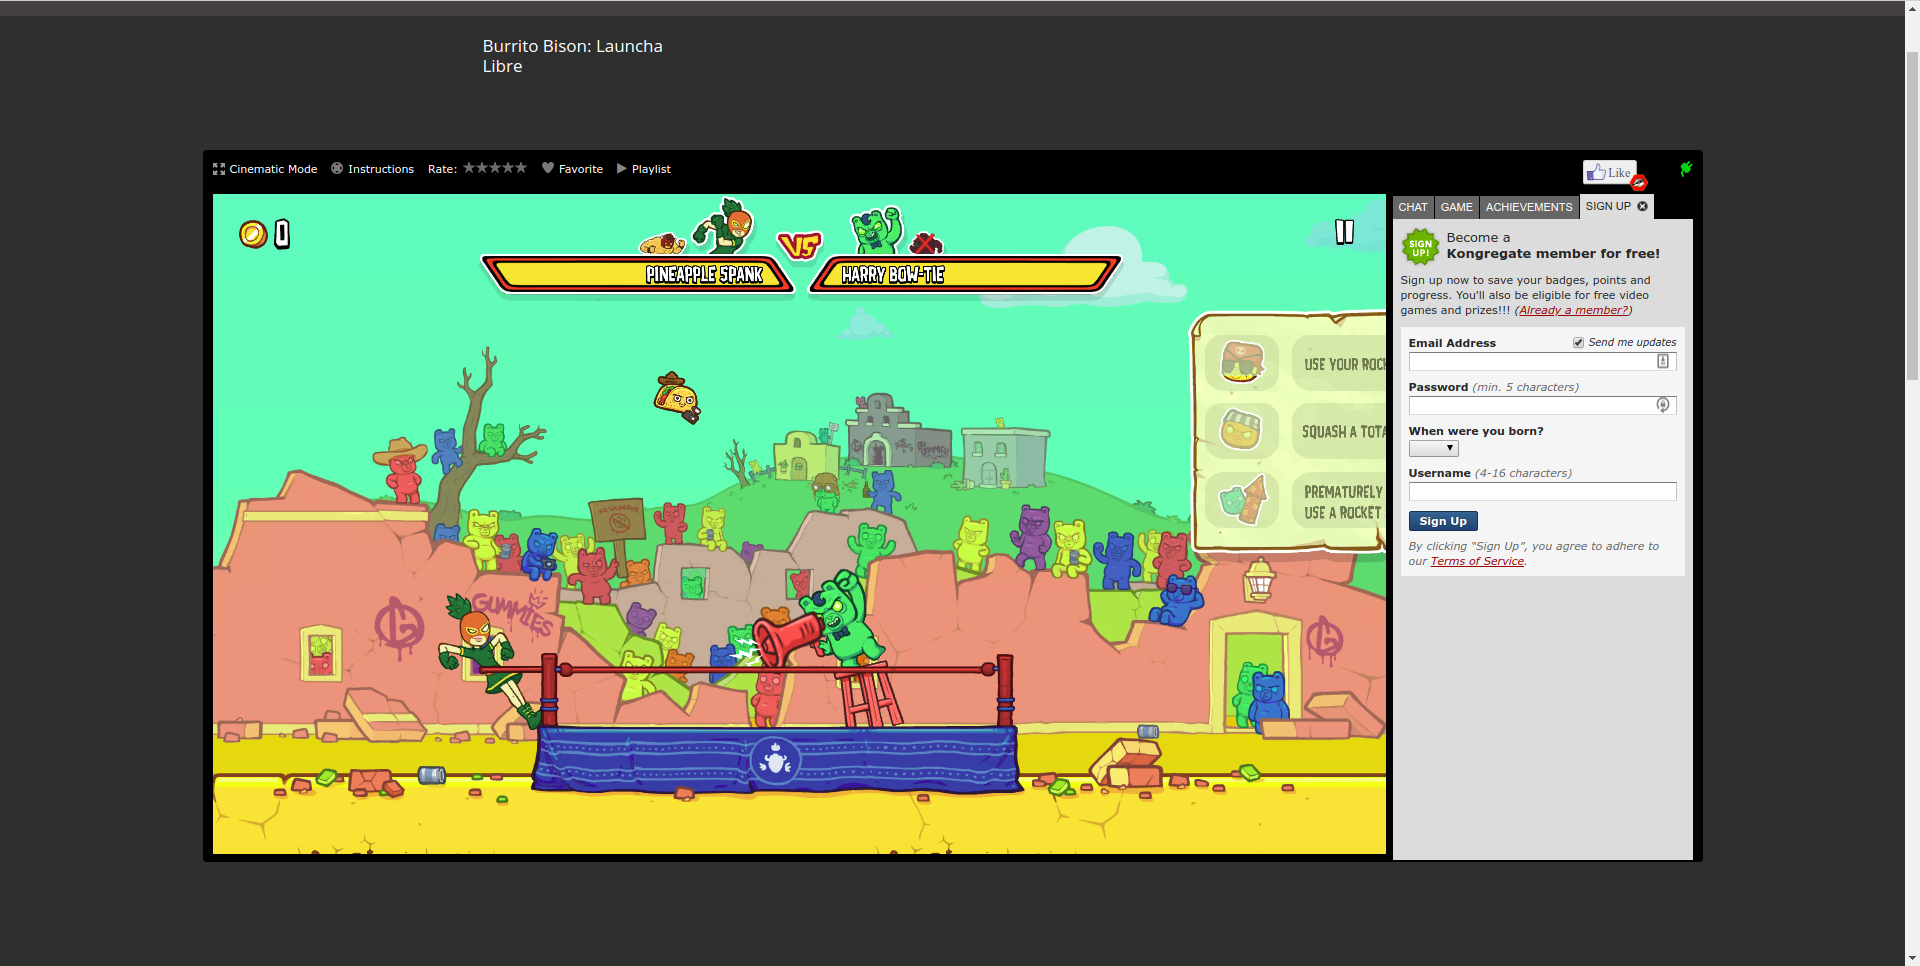 Burrito Bison: Launcha
Libre
Cinematic Mode
Instructions
Rate:
Favorite
Playlist
Like
0
VS
PINEAPPLE SPANK
HARRY BOW-TIE
USE YOUR ROCK
SQUASH A TOTA
PREMATURELY
USE A ROCKET
NO LUCHADOR
GUMMIES
CHAT
GAME
ACHIEVEMENTS
SIGN UP
SIGN
UP!
Become a
Kongregate member for free!
Sign up now to save your badges, points and
progress. You'll also be eligible for free video
games and prizes!!! (Already a member?)
Email Address
Send me updates
Password (min. 5 characters)
When were you born?
Username (4-16 characters)
Sign Up
By clicking “Sign Up”, you agree to adhere to
our Terms of Service.